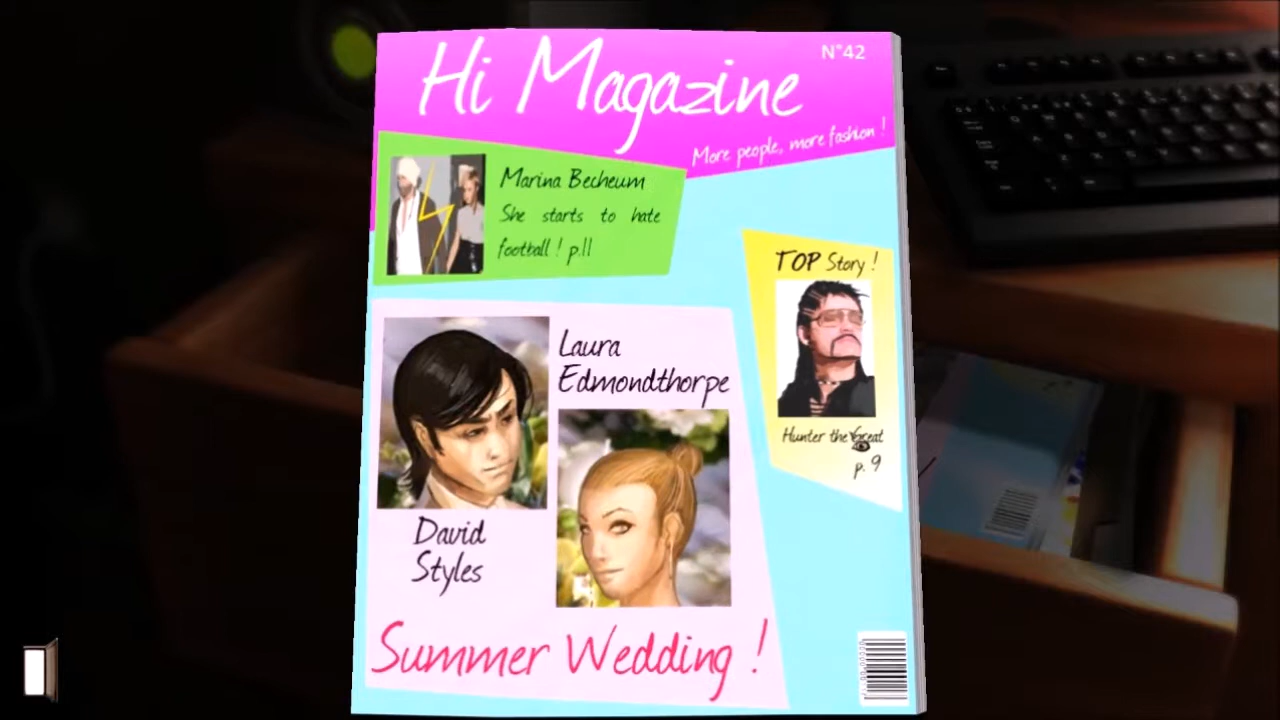 Hi Magazine
N°42
More people, more fashion !
Marina Becheum
She starts to hate
football ! p.11
TOP Story !
Hunter the Great
p. 9
Laura
Edmondthorpe
David
Styles
Summer Wedding !